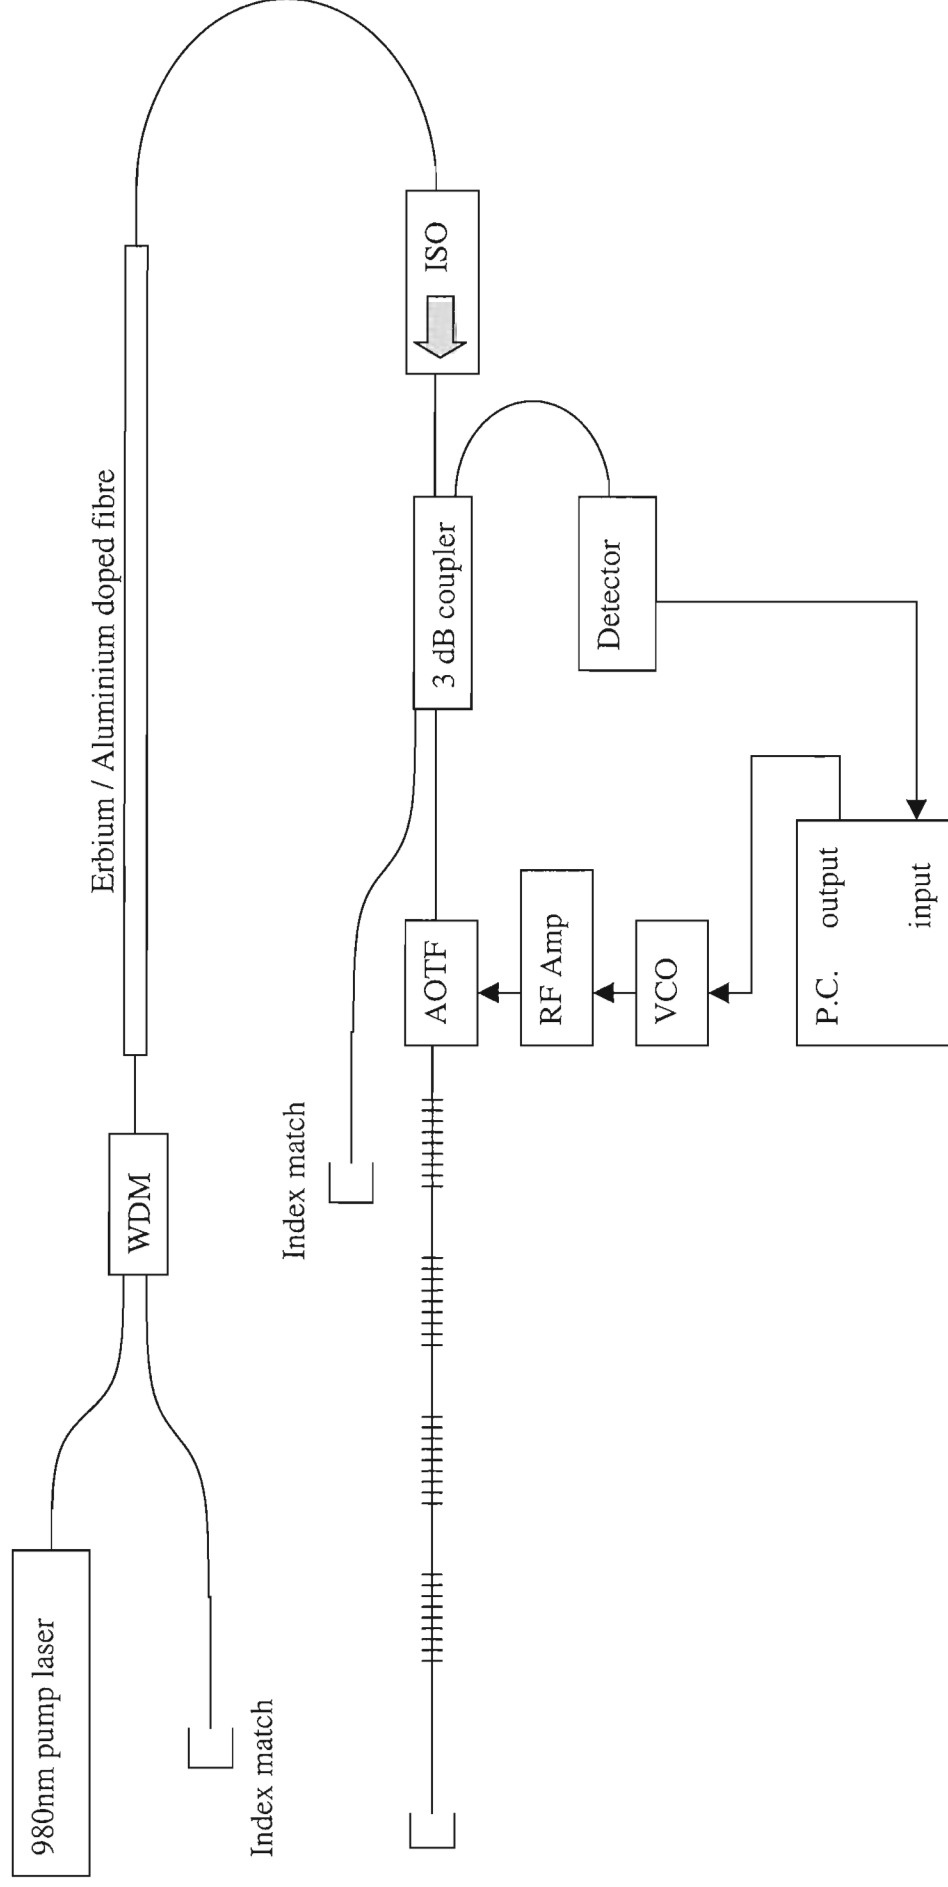 980nm pump laser
Index match
WDM
Erbium / Aluminium doped fibre
Index match
ISO
3 dB coupler
AOTF
Detector
RF Amp
VCO
P.C. output
input